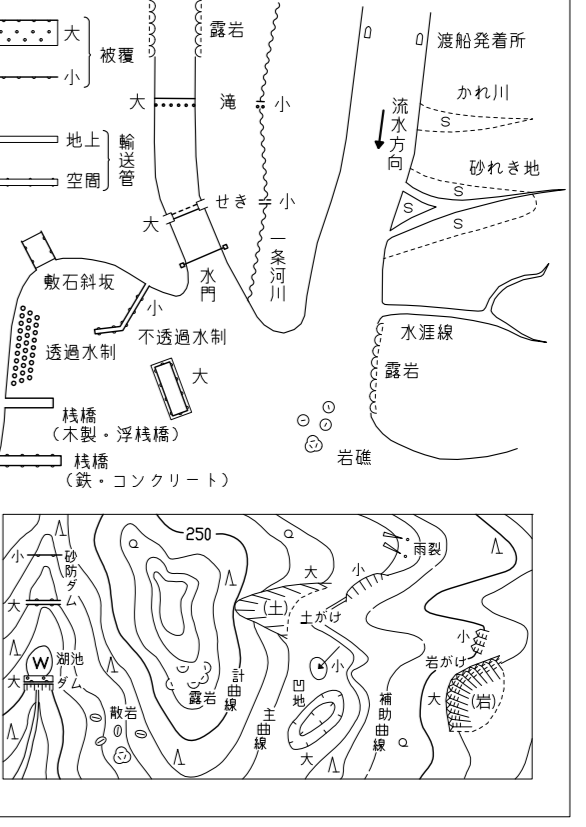 大
小
被覆
地上
空間
輸送管
露岩
大
滝
小
せき
小
大
水門
一条河川
渡船発着所
流水方向
かれ川
S
砂れき地
S
S
S
水涯線
露岩
敷石斜坂
小
不透過水制
透過水制
大
桟橋
(木製・浮桟橋)
桟橋
(鉄・コンクリート)
岩礁
250
小
砂防ダム
大
W
湖池ダム
大
散岩
露岩
計曲線
主曲線
大
(土)
土がけ
小
雨裂
小
凹地
大
補助曲線
小
岩がけ
大
(岩)